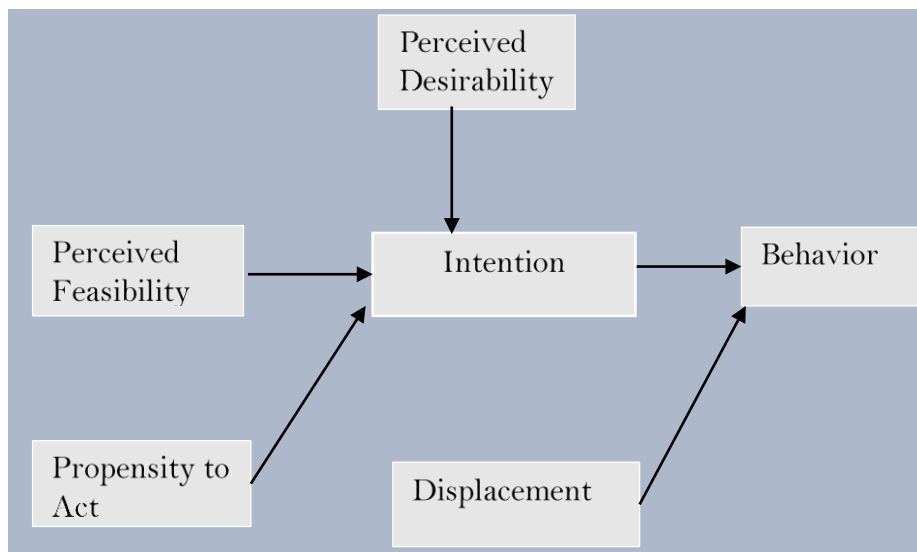 Perceived
Desirability
Perceived
Feasibility
Intention
Behavior
Propensity to
Act
Displacement